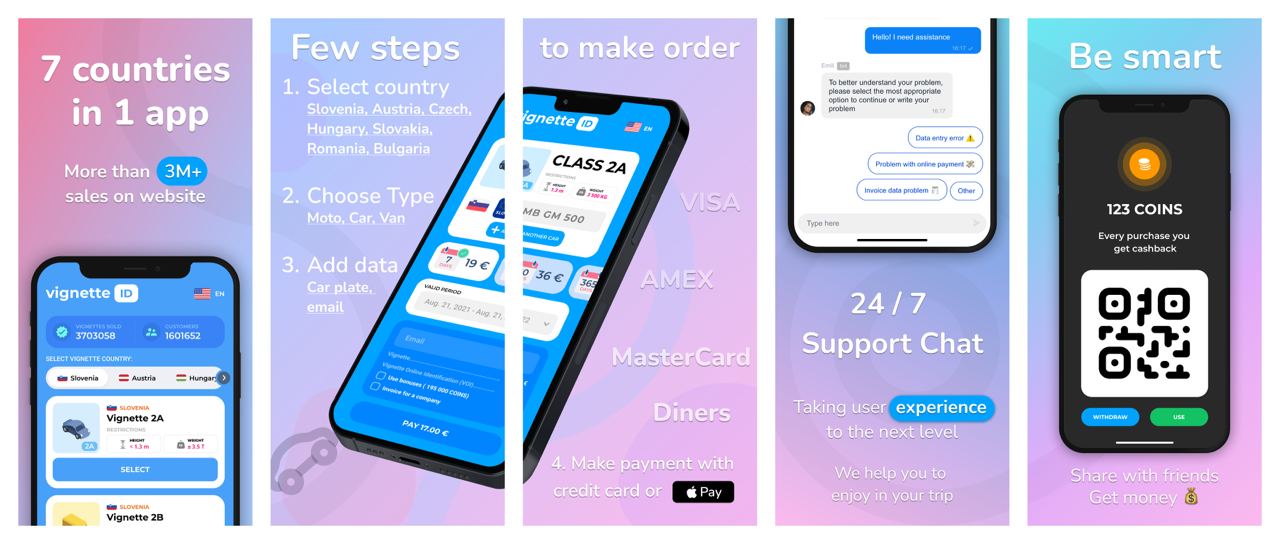 7 countries
in 1 app
More than 3M+
sales on website
vignette ID
EN
VIGNETTES SOLD
3703058
CUSTOMERS
1601652
SELECT VIGNETTE COUNTRY:
Slovenia
Austria
Hungar
SLOVENIA
Vignette 2A
RESTRICTIONS
HEIGHT
< 1.3 m
WEIGHT
≤ 3.5 T
2A
SELECT
SLOVENIA
Vignette 2B
Few steps
1. Select country
Slovenia, Austria, Czech,
Hungary, Slovakia,
Romania, Bulgaria
2. Choose Type
Moto, Car, Van
3. Add data
Car plate,
email
to make order
vignette ID
EN
2A
CLASS 2A
RESTRICTIONS
HEIGHT
1.3 m
WEIGHT
3 500 KG
SLO
MB GM 500
+ ANOTHER CAR
7
DAYS
19 €
36 €
365
DAYS
VALID PERIOD
Aug. 21, 2021 - Aug.
Email
Vignette
Vignette Online Identification (VOI)
Use bonuses ( 195 000 COINS)
Invoice for a company
PAY 17.00 €
VISA
AMEX
MasterCard
Diners
4. Make payment with
credit card or Pay
Hello! I need assistance
16:17
Emili bot
To better understand your problem,
please select the most appropriate
option to continue or write your
problem
16:17
Data entry error ⚠️
Problem with online payment 💸
Invoice data problem 🧾
Other
Type here
24 / 7
Support Chat
Taking user experience
to the next level
We help you to
enjoy in your trip
Be smart
123 COINS
Every purchase you
get cashback
WITHDRAW
USE
Share with friends
Get money 💰